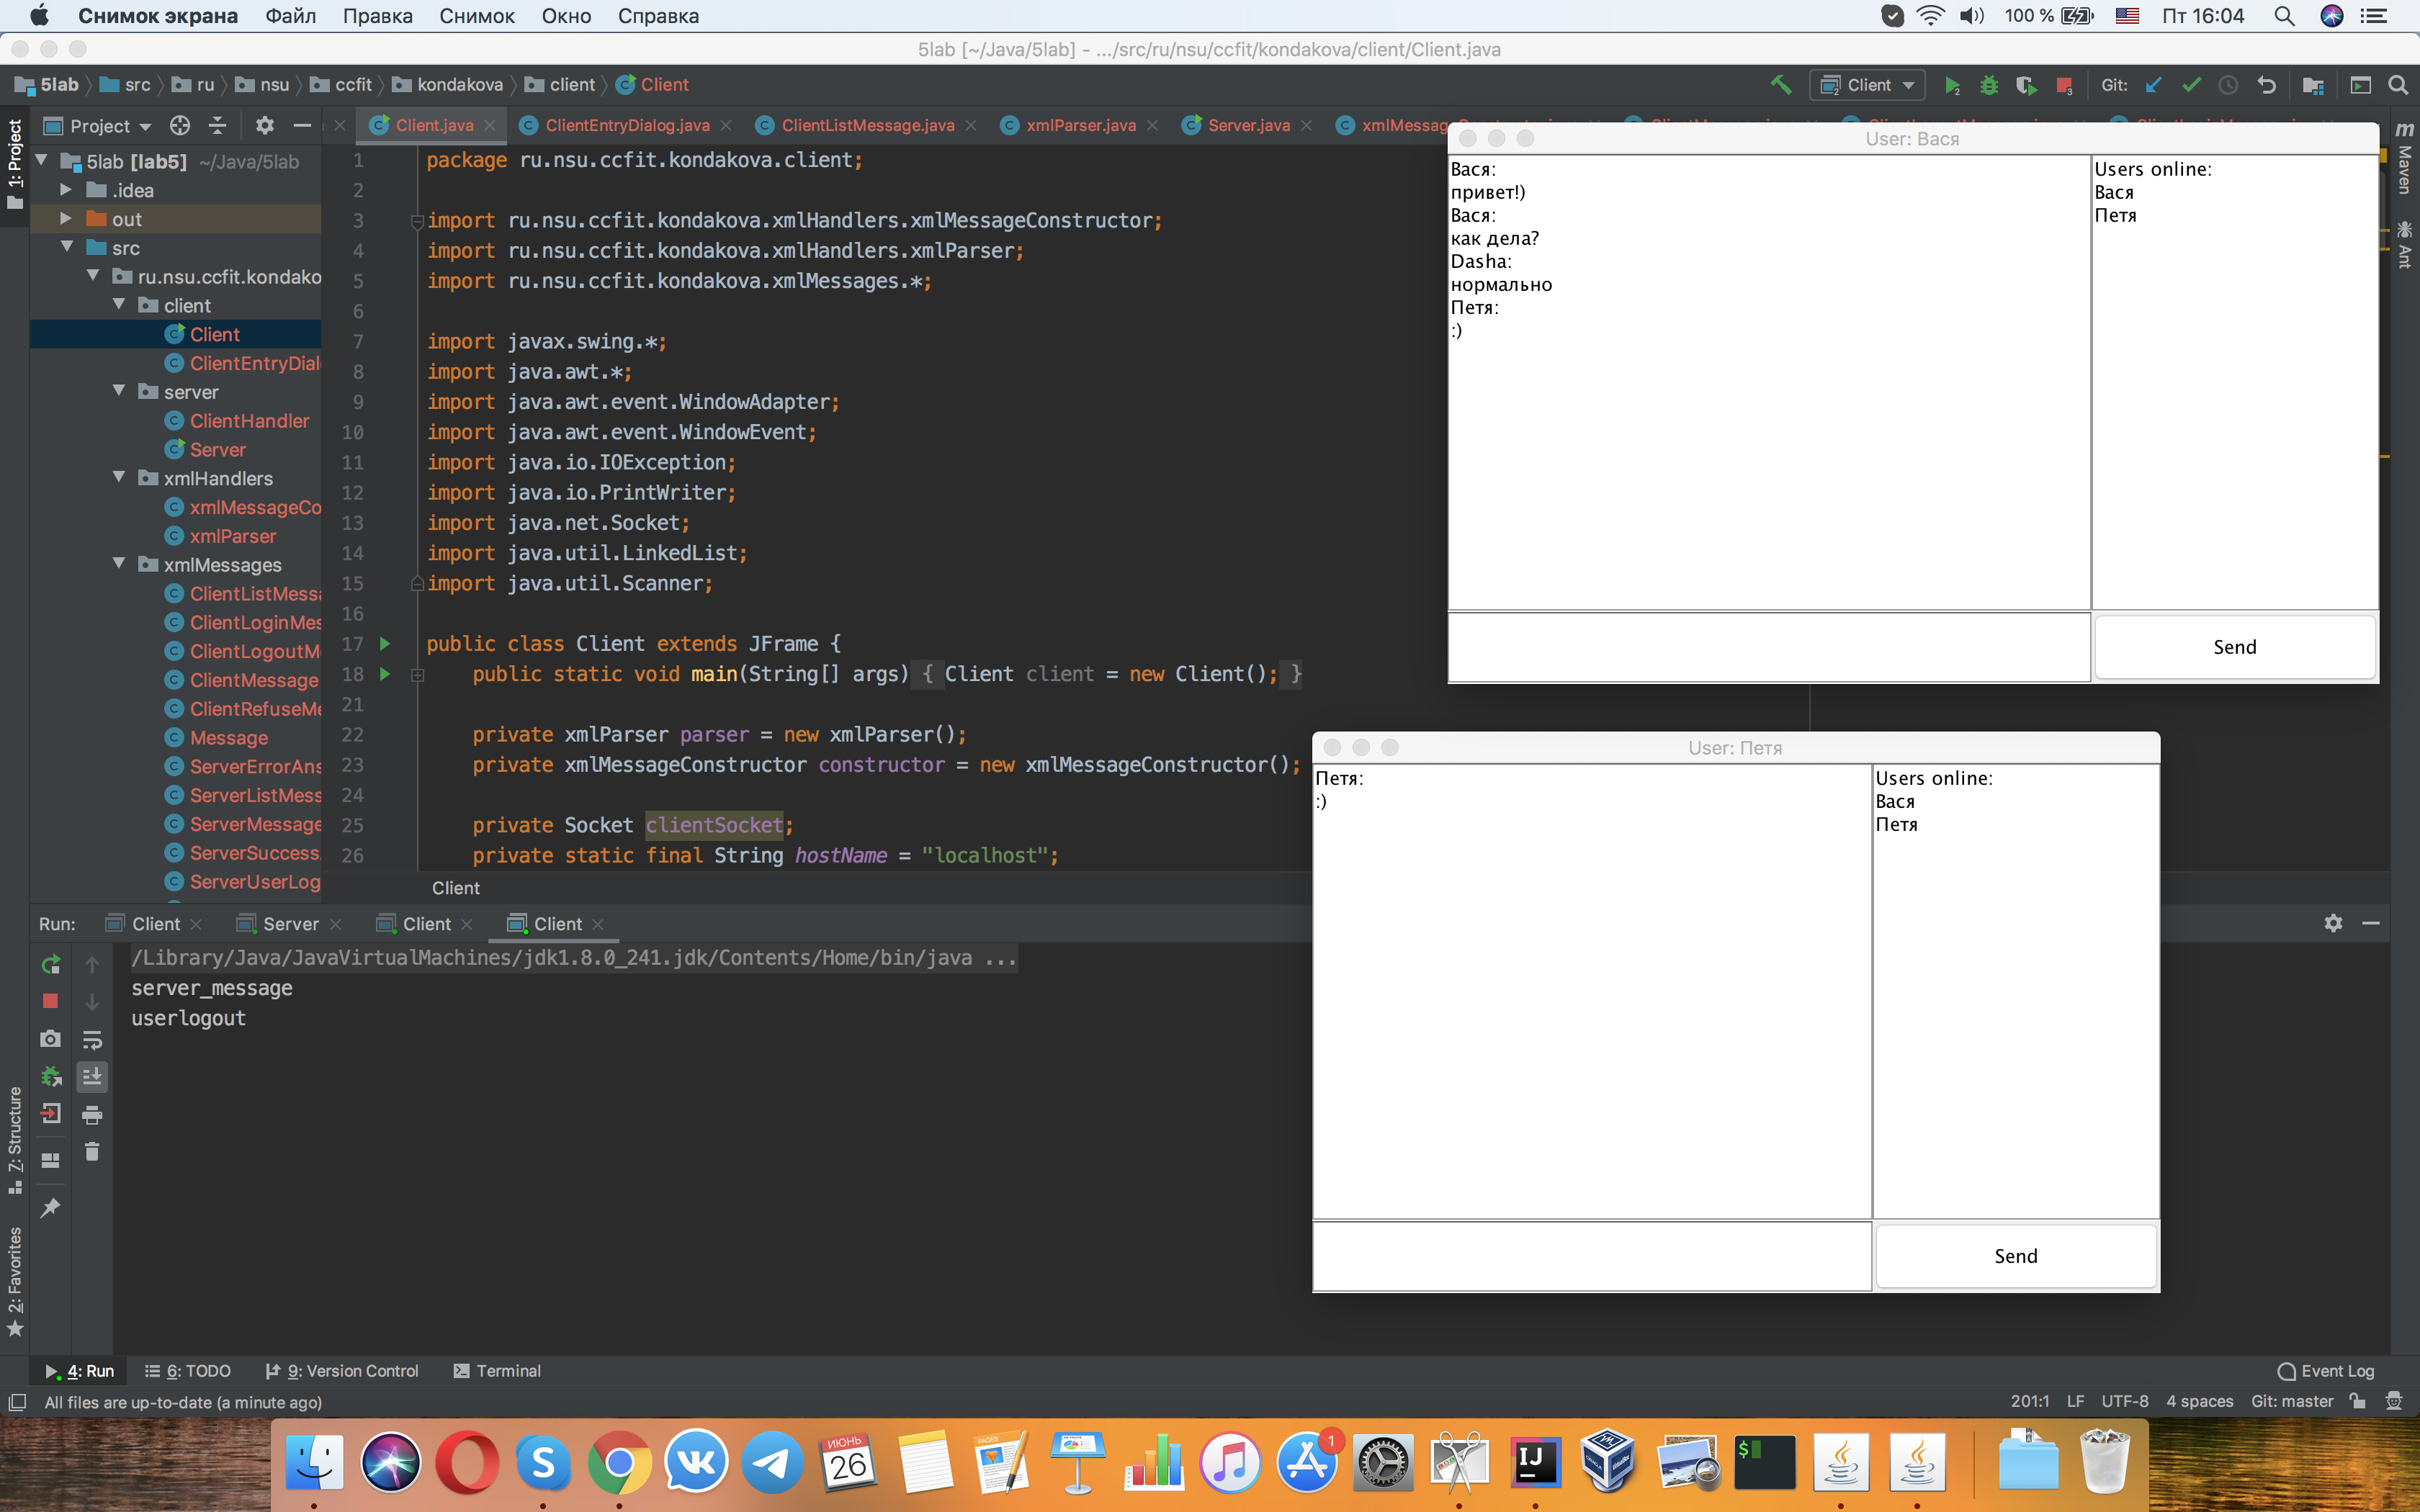 Снимок экрана Файл Правка Снимок Окно Справка 100 % Пт 16:04
5lab [~/Java/5lab] - .../src/ru/nsu/ccfit/kondakova/client/Client.java
5lab src ru nsu ccfit kondakova client Client
Client Git:
Project
Client.java ClientEntryDialog.java ClientListMessage.java xmlParser.java Server.java xmlMessag
1: Project
7: Structure
2: Favorites
m Maven
Ant
5lab [lab5] ~/Java/5lab
.idea
out
src
ru.nsu.ccfit.kondako
client
Client
ClientEntryDial
server
ClientHandler
Server
xmlHandlers
xmlMessageCo
xmlParser
xmlMessages
ClientListMessa
ClientLoginMes
ClientLogoutM
ClientMessage
ClientRefuseMe
Message
ServerErrorAns
ServerListMess
ServerMessage
ServerSuccess
ServerUserLog
1 package ru.nsu.ccfit.kondakova.client;
2
3 import ru.nsu.ccfit.kondakova.xmlHandlers.xmlMessageConstructor;
4 import ru.nsu.ccfit.kondakova.xmlHandlers.xmlParser;
5 import ru.nsu.ccfit.kondakova.xmlMessages.*;
6
7 import javax.swing.*;
8 import java.awt.*;
9 import java.awt.event.WindowAdapter;
10 import java.awt.event.WindowEvent;
11 import java.io.IOException;
12 import java.io.PrintWriter;
13 import java.net.Socket;
14 import java.util.LinkedList;
15 import java.util.Scanner;
16
17 public class Client extends JFrame {
18 public static void main(String[] args) { Client client = new Client(); }
21
22 private xmlParser parser = new xmlParser();
23 private xmlMessageConstructor constructor = new xmlMessageConstructor();
24
25 private Socket clientSocket;
26 private static final String hostName = "localhost";
Client
User: Вася
Вася:
привет!)
Вася:
как дела?
Dasha:
нормально
Петя:
:)
Users online:
Вася
Петя
Send
User: Петя
Петя:
:)
Users online:
Вася
Петя
Send
Run: Client Server Client Client
/Library/Java/JavaVirtualMachines/jdk1.8.0_241.jdk/Contents/Home/bin/java ...
server_message
userlogout
4: Run 6: TODO 9: Version Control Terminal Event Log
All files are up-to-date (a minute ago) 201:1 LF UTF-8 4 spaces Git: master
ИЮНЬ
26
PAGES
1
IJ
$